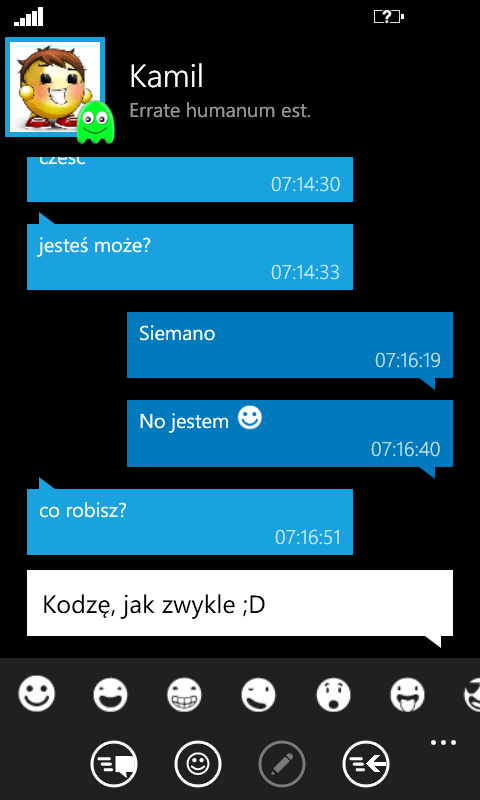 Kamil
Errate humanum est.
cześć
07:14:30
jesteś może?
07:14:33
Siemano
07:16:19
No jestem
07:16:40
co robisz?
07:16:51
Kodzę, jak zwykle ;D